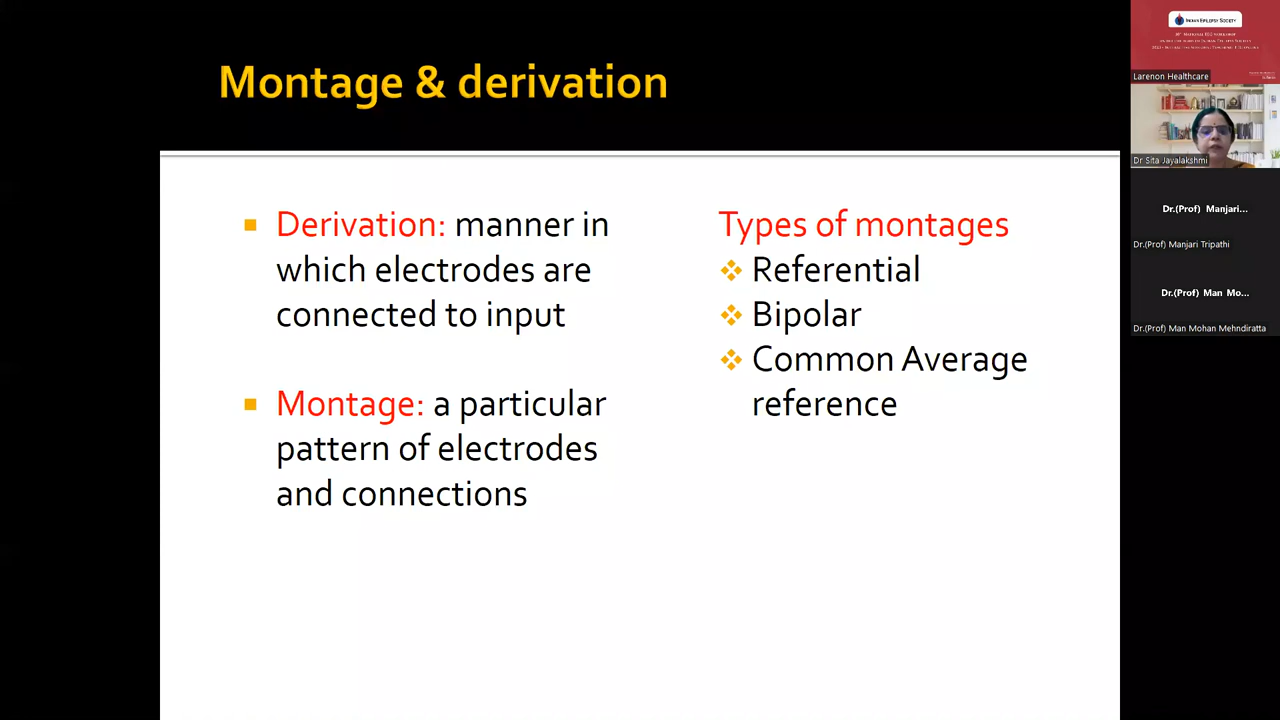 Montage & derivation
Derivation: manner in
which electrodes are
connected to input
Montage: a particular
pattern of electrodes
and connections
Types of montages
Referential
Bipolar
Common Average
reference
INDIAN EPILEPSY SOCIETY
Larenon Healthcare
Dr Sita Jayalakshmi
Dr.(Prof) Manjari...
Dr.(Prof) Manjari Tripathi
Dr.(Prof) Man Mo...
Dr.(Prof) Man Mohan Mehndiratta